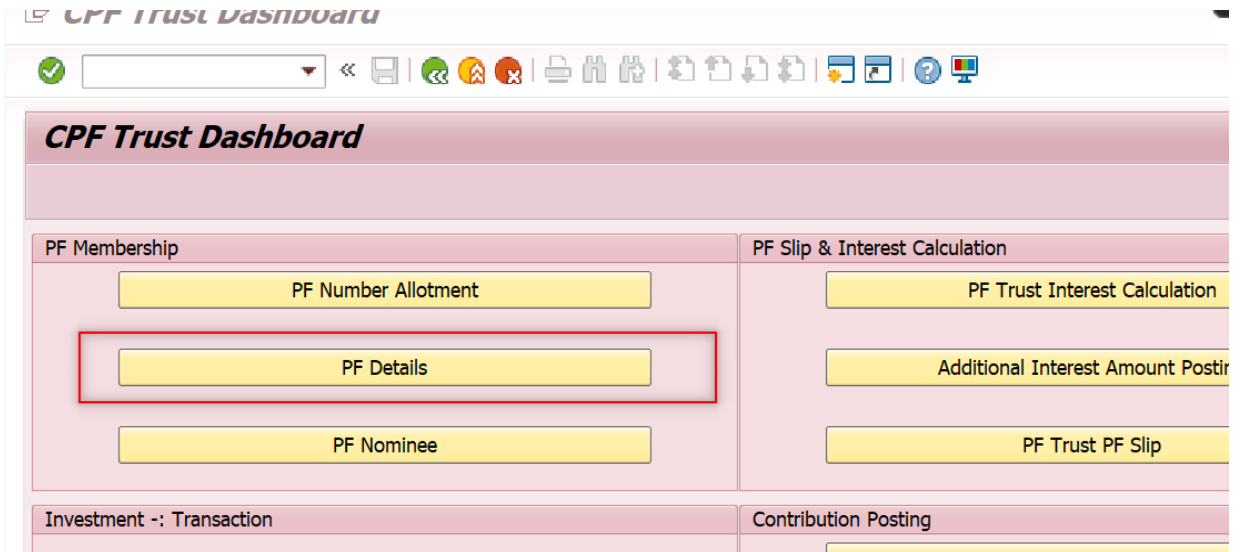 CPF Trust Dashboard
CPF Trust Dashboard
PF Membership
PF Number Allotment
PF Details
PF Nominee
PF Slip & Interest Calculation
PF Trust Interest Calculation
Additional Interest Amount
PF Trust PF Slip
Investment -: Transaction
Contribution Posting